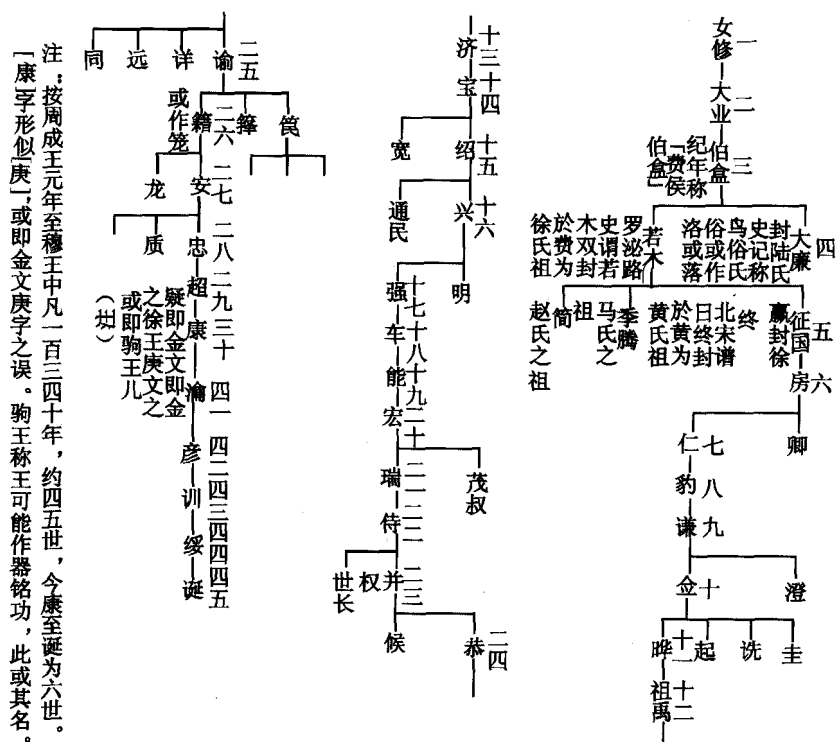 一 女修
二 大业
三 伯盒 纪年称「费侯伯盒」
四 大廉 封陆氏 史记称鸟俗氏 俗或作洛或落
若木 罗泌路史谓若木双封於费为徐氏祖
五 征国 嬴封徐
终 北宋谱曰终封於黄为黄氏祖
季腾 马氏之祖
简 赵氏之祖
六 房
卿
七 仁
八 豹
九 谦
澄
十 佥
圭
诜
起
十一 晔
十二 祖禹
十三 济
十四 宝
十五 绍
宽
十六 兴
通民
明
十七 强
十八 车
十九 能
二十 宏
茂叔
二一 瑞
二二 侍
二三 并
权
世长
二四 恭
候
二五 谕
详
远
同
筦
箨
二六 籍 或作笼
二七 安
龙
二八 忠
质
二九 超
三十 康 疑即金文即金之徐王庚文之或即驹王儿
四一 瀹
四二 彦
四三 训
四四 绥
四五 诞
注：按周成王元年至穆王中凡一百三四十年，约四五世，今康至诞为六世。
「康」字形似「庚」，或即金文庚字之误。驹王称王可能作器铭功，此或其名。